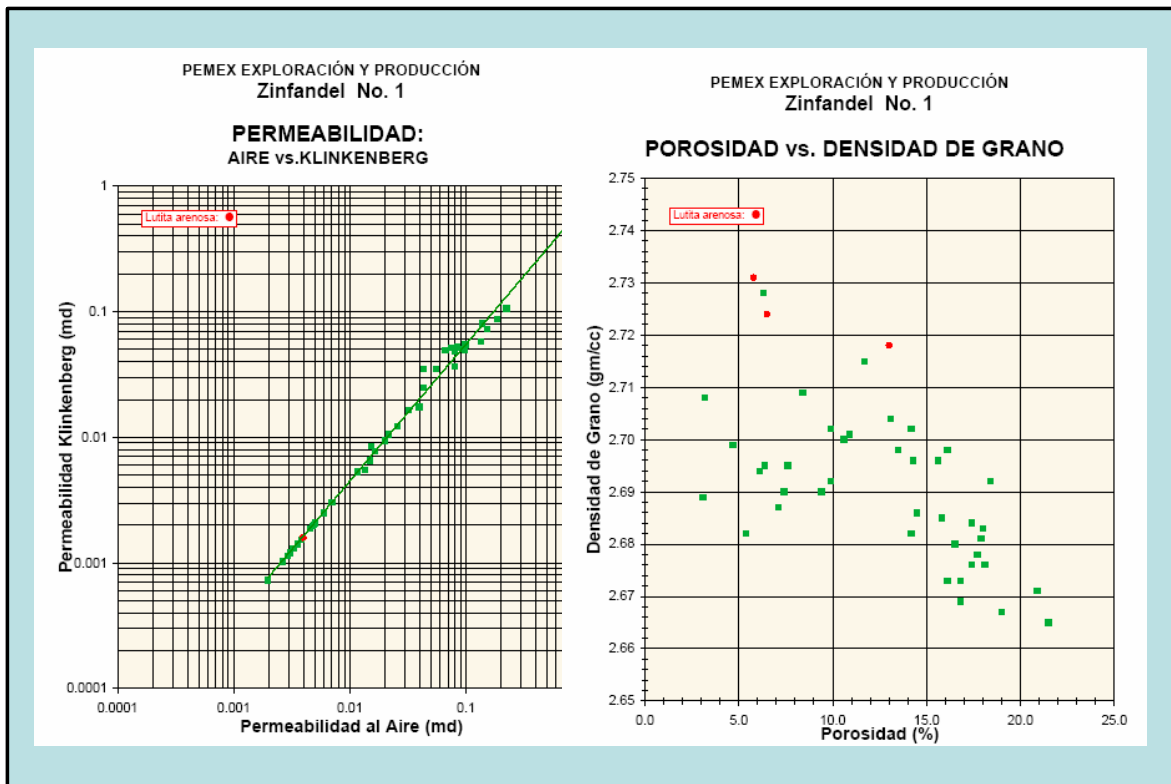 PEMEX EXPLORACIÓN Y PRODUCCIÓN
Zinfandel No. 1
PERMEABILIDAD:
AIRE vs.KLINKENBERG
Lutita arenosa:
Permeabilidad Klinkenberg (md)
1
0.1
0.01
0.001
0.0001
0.0001
0.001
0.01
0.1
Permeabilidad al Aire (md)
PEMEX EXPLORACIÓN Y PRODUCCIÓN
Zinfandel No. 1
POROSIDAD vs. DENSIDAD DE GRANO
Lutita arenosa:
Densidad de Grano (gm/cc)
2.75
2.74
2.73
2.72
2.71
2.70
2.69
2.68
2.67
2.66
2.65
0.0
5.0
10.0
15.0
20.0
25.0
Porosidad (%)